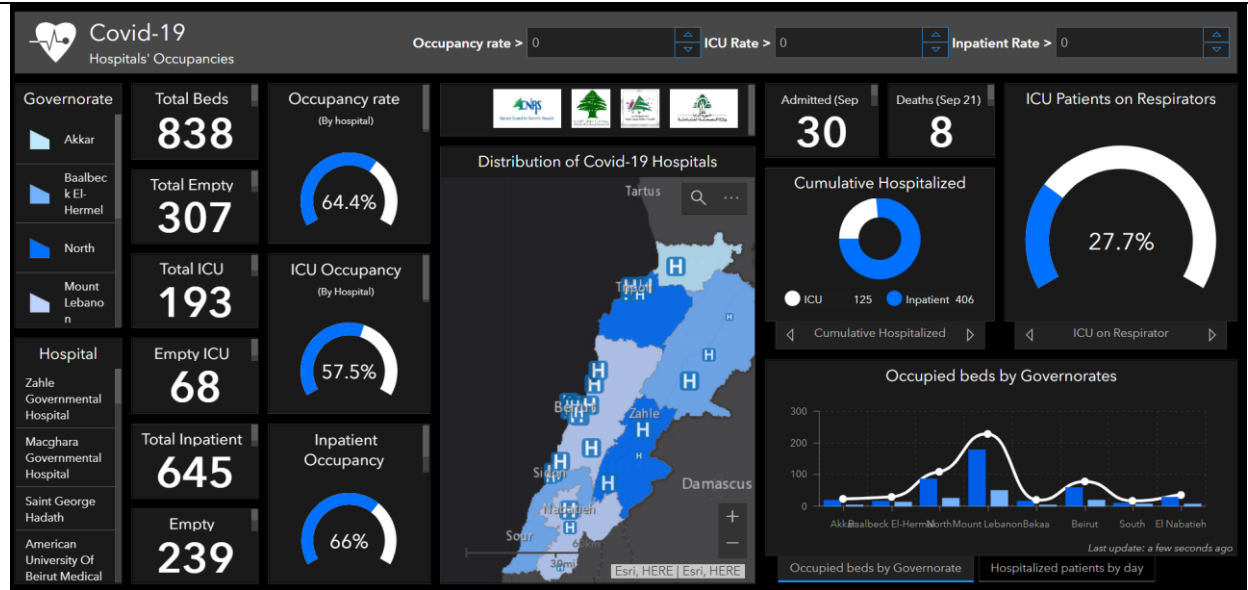 Covid-19
Hospitals' Occupancies
Occupancy rate > 0
ICU Rate > 0
Inpatient Rate > 0
Governorate
Akkar
Baalbec
k El-
Hermel
North
Mount
Lebano
n
Hospital
Zahle
Governmental
Hospital
Macghara
Governmental
Hospital
Saint George
Hadath
American
University Of
Beirut Medical
Total Beds
838
Total Empty
307
Total ICU
193
Empty ICU
68
Total Inpatient
645
Empty
239
Occupancy rate
(By hospital)
64.4%
ICU Occupancy
(By Hospital)
57.5%
Inpatient
Occupancy
66%
CNRS
Distribution of Covid-19 Hospitals
Tartus
H
H
H
H
H
H
H
H
H
Zahle
H
H
H
H
H
Damascus
Sour
30mi
Esri, HERE | Esri, HERE
Admitted (Sep
30
Deaths (Sep 21)
8
Cumulative Hospitalized
ICU 125
Inpatient 406
Cumulative Hospitalized
ICU Patients on Respirators
27.7%
ICU on Respirator
Occupied beds by Governorates
300
200
100
0
Akkar
Baalbeck El-Hermel
North
Mount Lebanon
Bekaa
Beirut
South
El Nabatieh
Last update: a few seconds ago
Occupied beds by Governorate
Hospitalized patients by day